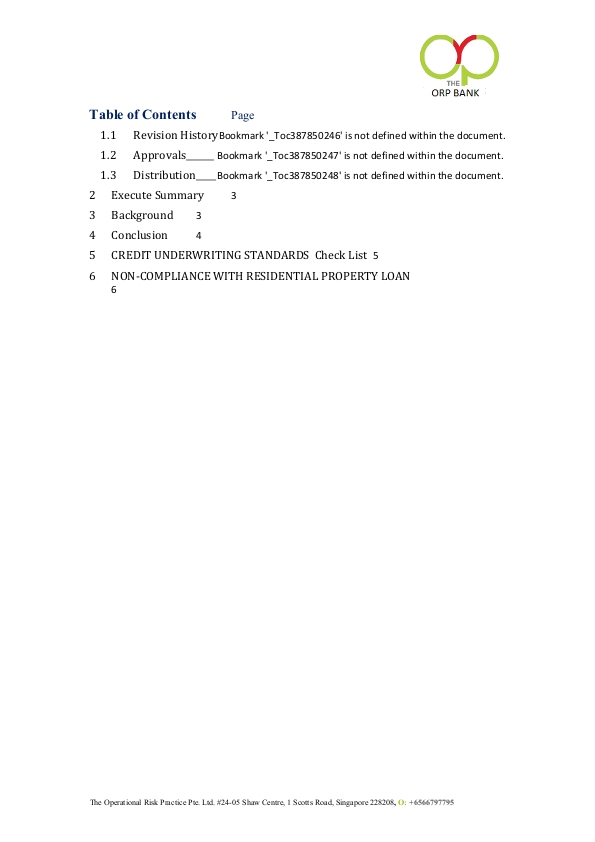 THE
ORP BANK
Table of Contents Page
1.1 Revision History Bookmark '_Toc387850246' is not defined within the document.
1.2 Approvals______ Bookmark '_Toc387850247' is not defined within the document.
1.3 Distribution____ Bookmark '_Toc387850248' is not defined within the document.
2 Execute Summary 3
3 Background 3
4 Conclusion 4
5 CREDIT UNDERWRITING STANDARDS Check List 5
6 NON-COMPLIANCE WITH RESIDENTIAL PROPERTY LOAN
6
The Operational Risk Practice Pte. Ltd. #24-05 Shaw Centre, 1 Scotts Road, Singapore 228208, O: +6566797795